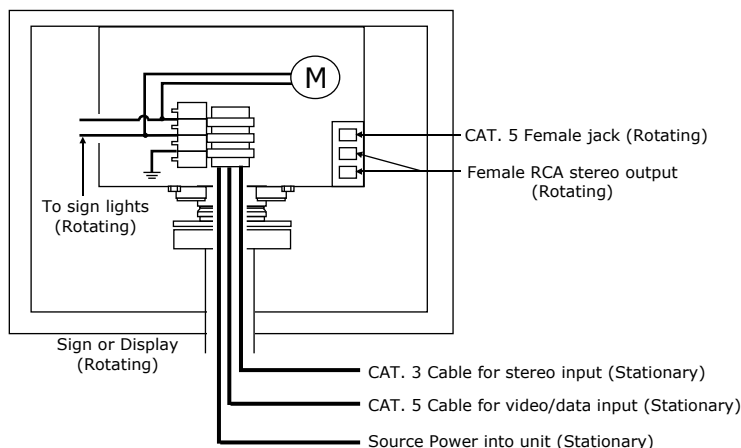 M
CAT. 5 Female jack (Rotating)
Female RCA stereo output
(Rotating)
To sign lights
(Rotating)
Sign or Display
(Rotating)
CAT. 3 Cable for stereo input (Stationary)
CAT. 5 Cable for video/data input (Stationary)
Source Power into unit (Stationary)